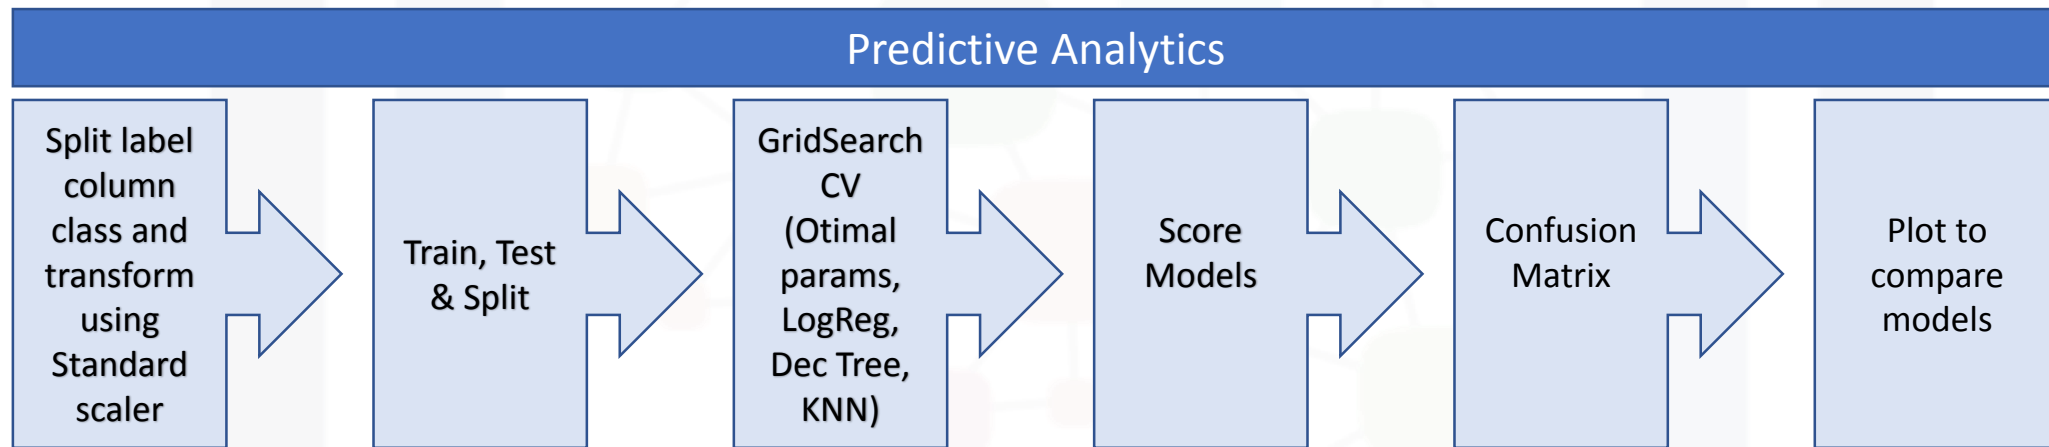 Predictive Analytics
Split label
column
class and
transform
using
Standard
scaler
Train, Test
& Split
GridSearch
CV
(Otimal
params,
LogReg,
Dec Tree,
KNN)
Score
Models
Confusion
Matrix
Plot to
compare
models